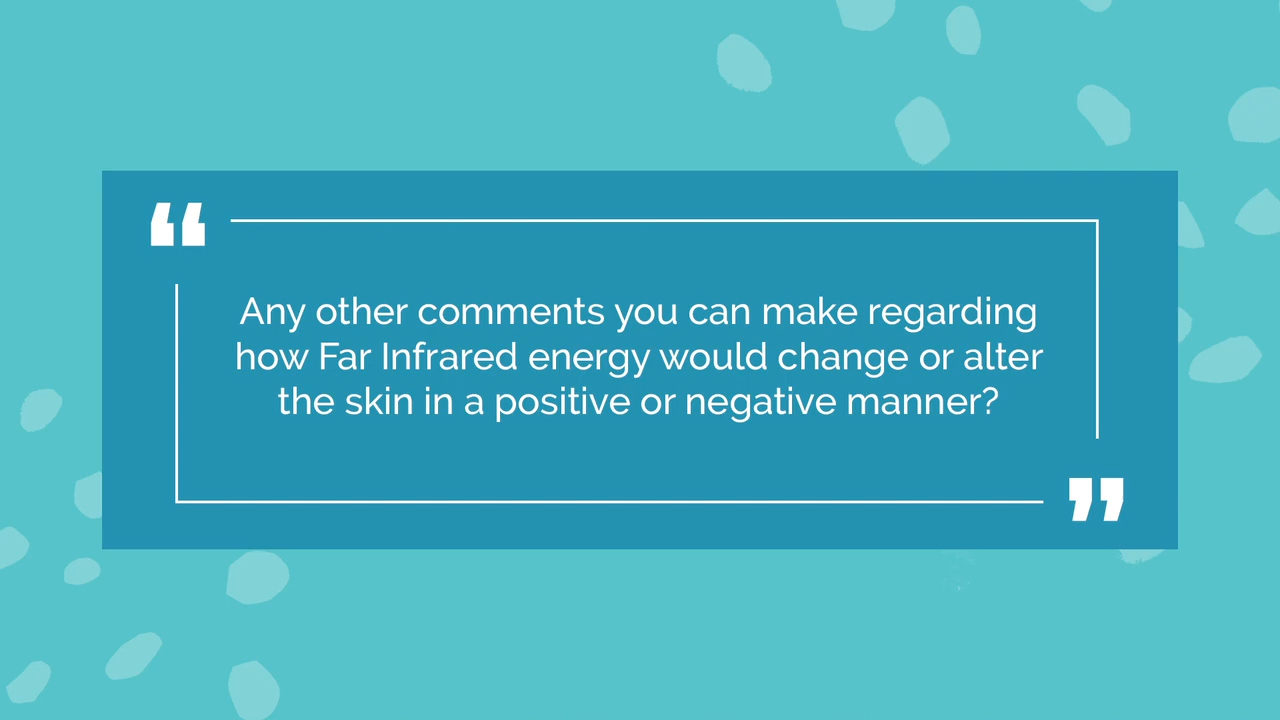 Any other comments you can make regarding
how Far Infrared energy would change or alter
the skin in a positive or negative manner?